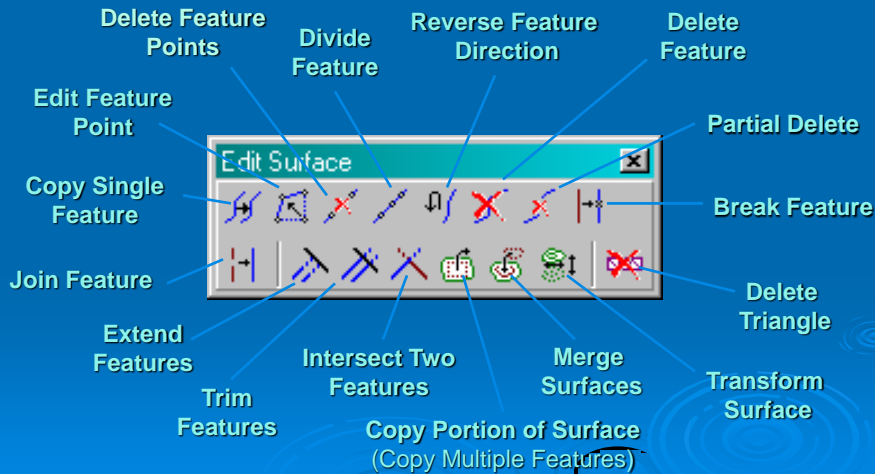 Delete Feature
Points
Divide
Feature
Reverse Feature
Direction
Delete
Feature
Edit Feature
Point
Partial Delete
Edit Surface
Copy Single
Feature
Break Feature
Join Feature
Delete
Triangle
Extend
Features
Intersect Two
Features
Merge
Surfaces
Transform
Surface
Trim
Features
Copy Portion of Surface
(Copy Multiple Features)